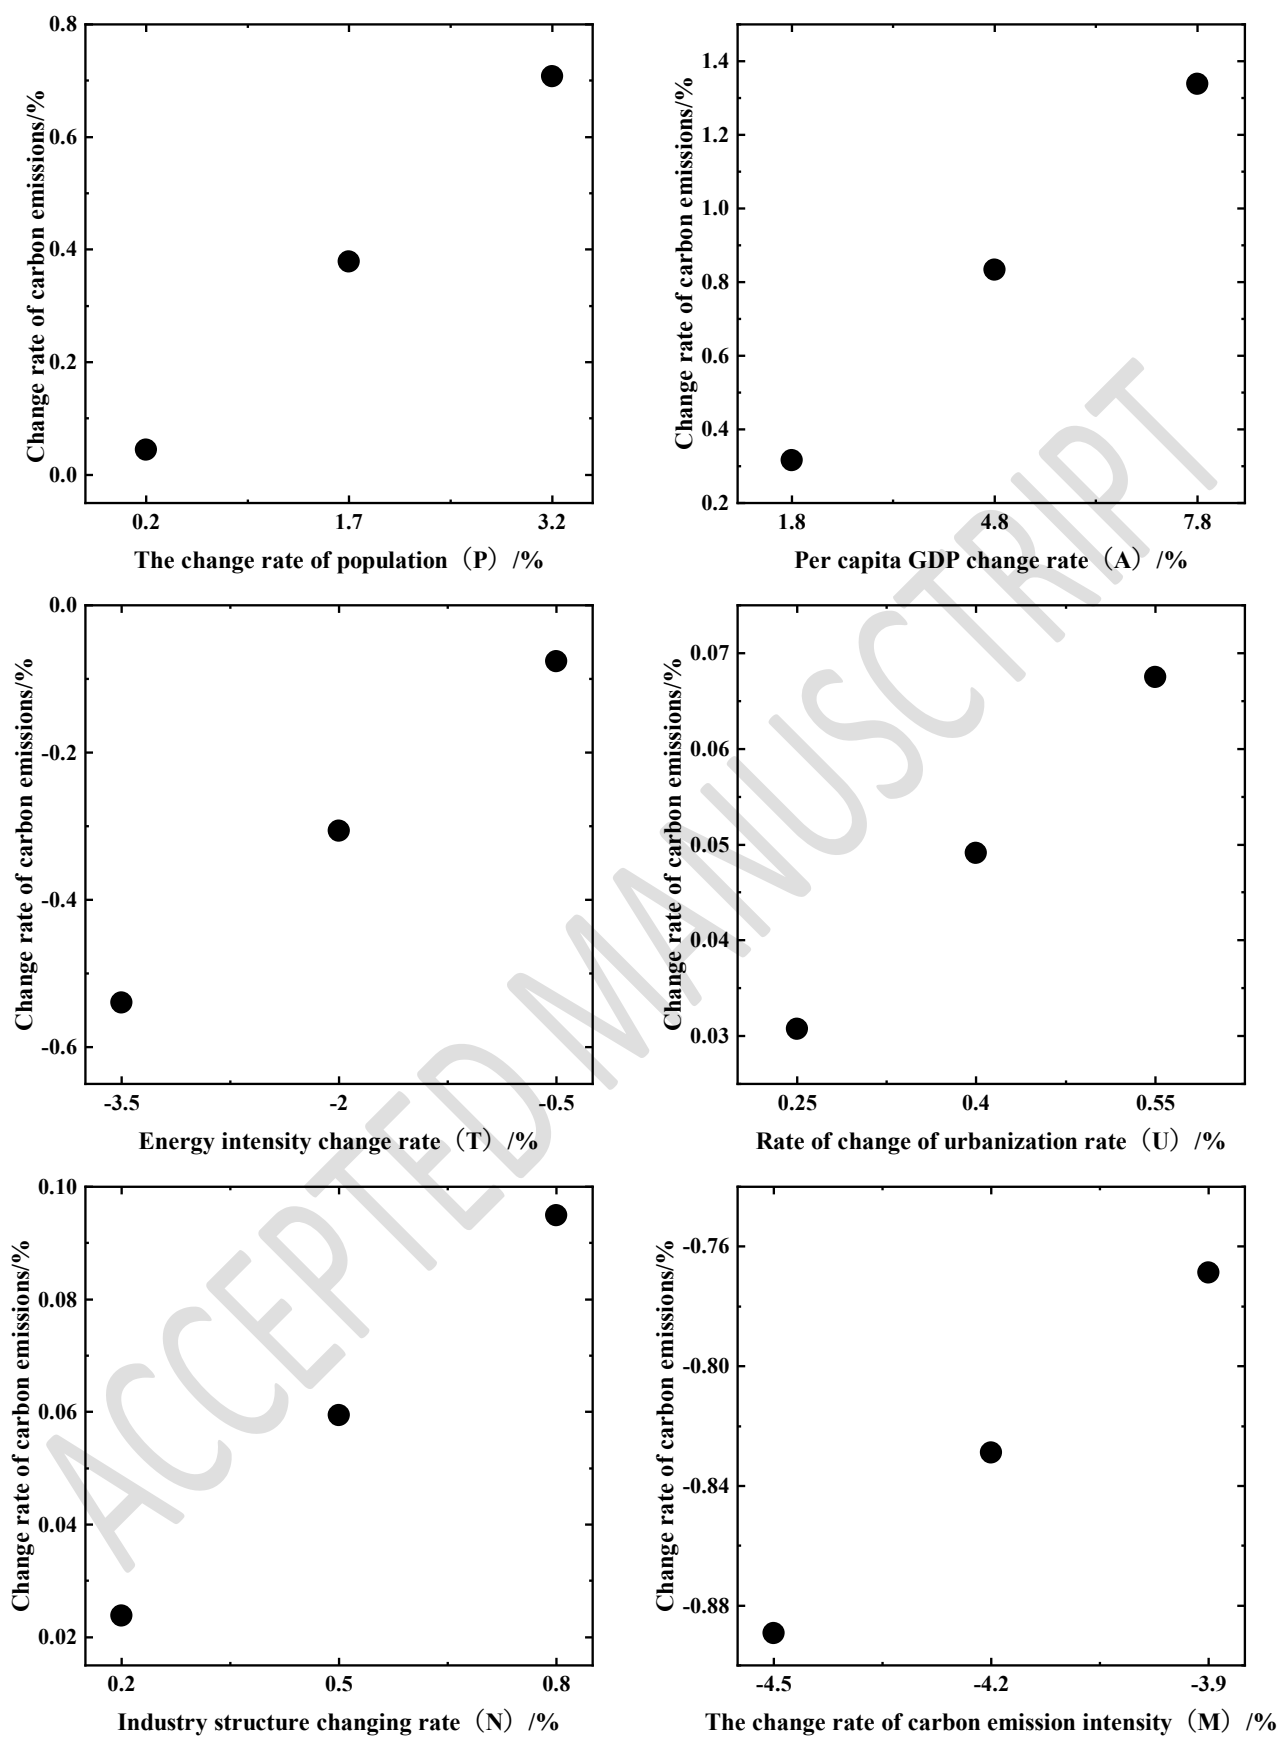 0.8
0.6
0.4
0.2
0.0
Change rate of carbon emissions/%
0.2 1.7 3.2
The change rate of population（P）/%
1.4
1.2
1.0
0.8
0.6
0.4
0.2
Change rate of carbon emissions/%
1.8 4.8 7.8
Per capita GDP change rate（A）/%
0.0
-0.2
-0.4
-0.6
Change rate of carbon emissions/%
-3.5 -2 -0.5
Energy intensity change rate（T）/%
0.07
0.06
0.05
0.04
0.03
Change rate of carbon emissions/%
0.25 0.4 0.55
Rate of change of urbanization rate（U）/%
0.10
0.08
0.06
0.04
0.02
Change rate of carbon emissions/%
0.2 0.5 0.8
Industry structure changing rate（N）/%
-0.76
-0.80
-0.84
-0.88
Change rate of carbon emissions/%
-4.5 -4.2 -3.9
The change rate of carbon emission intensity（M）/%
ACCEPTED MANUSCTRIPT